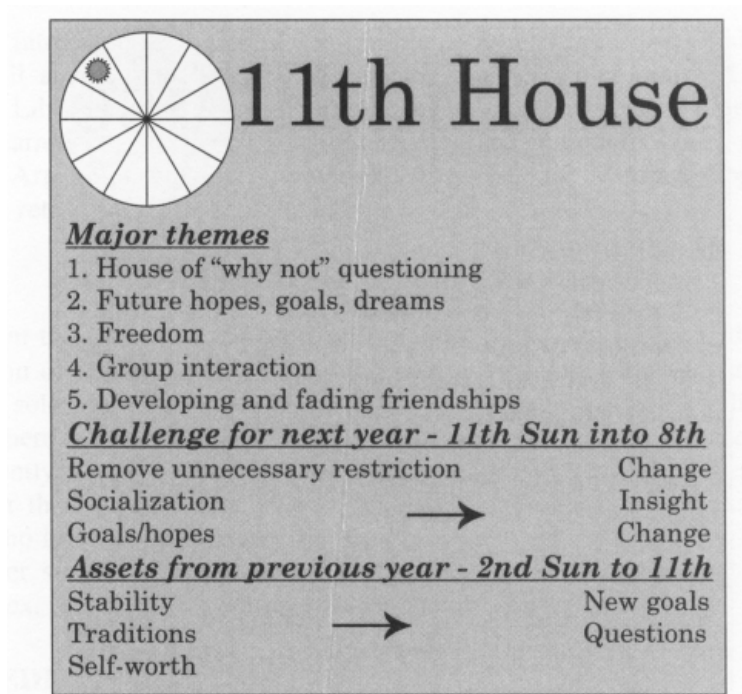 11th House
Major themes
1. House of “why not” questioning
2. Future hopes, goals, dreams
3. Freedom
4. Group interaction
5. Developing and fading friendships
Challenge for next year - 11th Sun into 8th
Remove unnecessary restriction Change
Socialization Insight
Goals/hopes Change
Assets from previous year - 2nd Sun to 11th
Stability New goals
Traditions Questions
Self-worth